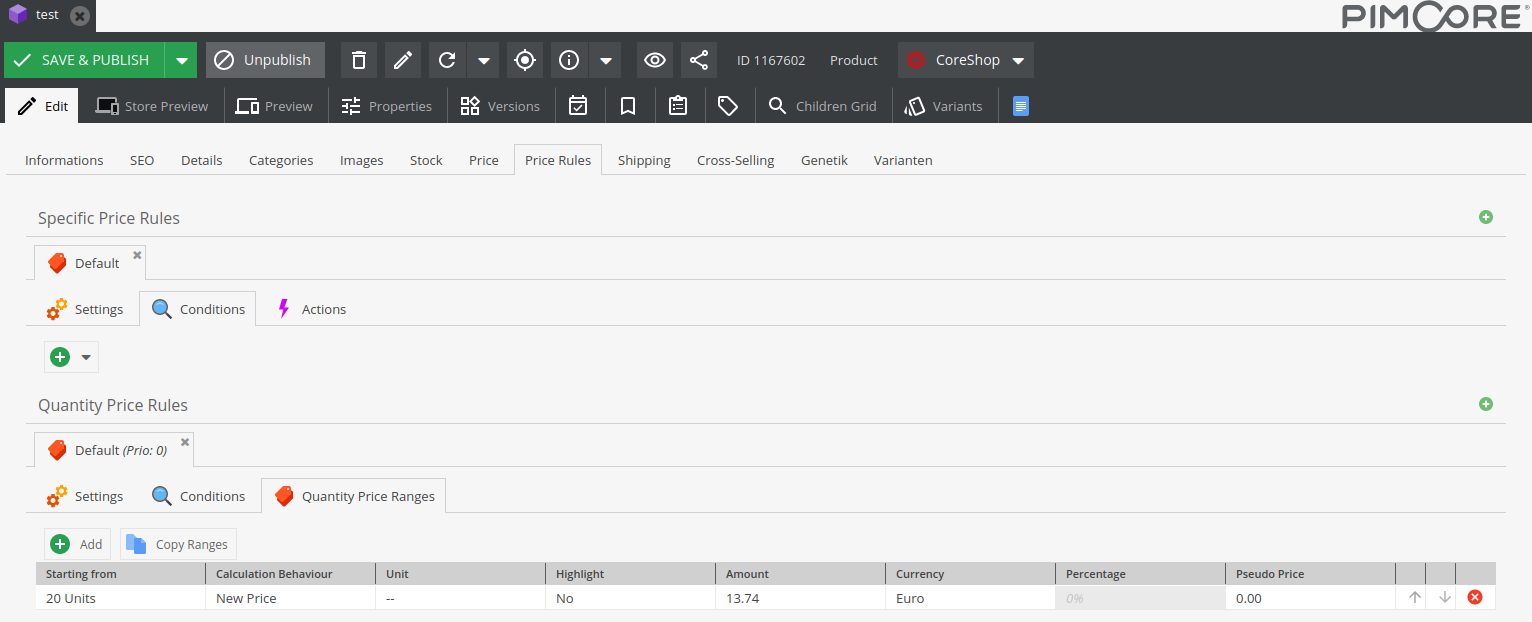 test
PIMCORE®
SAVE & PUBLISH Unpublish ID 1167602 Product CoreShop
Edit Store Preview Preview Properties Versions Children Grid Variants
Informations SEO Details Categories Images Stock Price Price Rules Shipping Cross-Selling Genetik Varianten
Specific Price Rules
Default
Settings Conditions Actions
Quantity Price Rules
Default (Prio: 0)
Settings Conditions Quantity Price Ranges
Add Copy Ranges
Starting from Calculation Behaviour Unit Highlight Amount Currency Percentage Pseudo Price
20 Units New Price -- No 13.74 Euro 0% 0.00